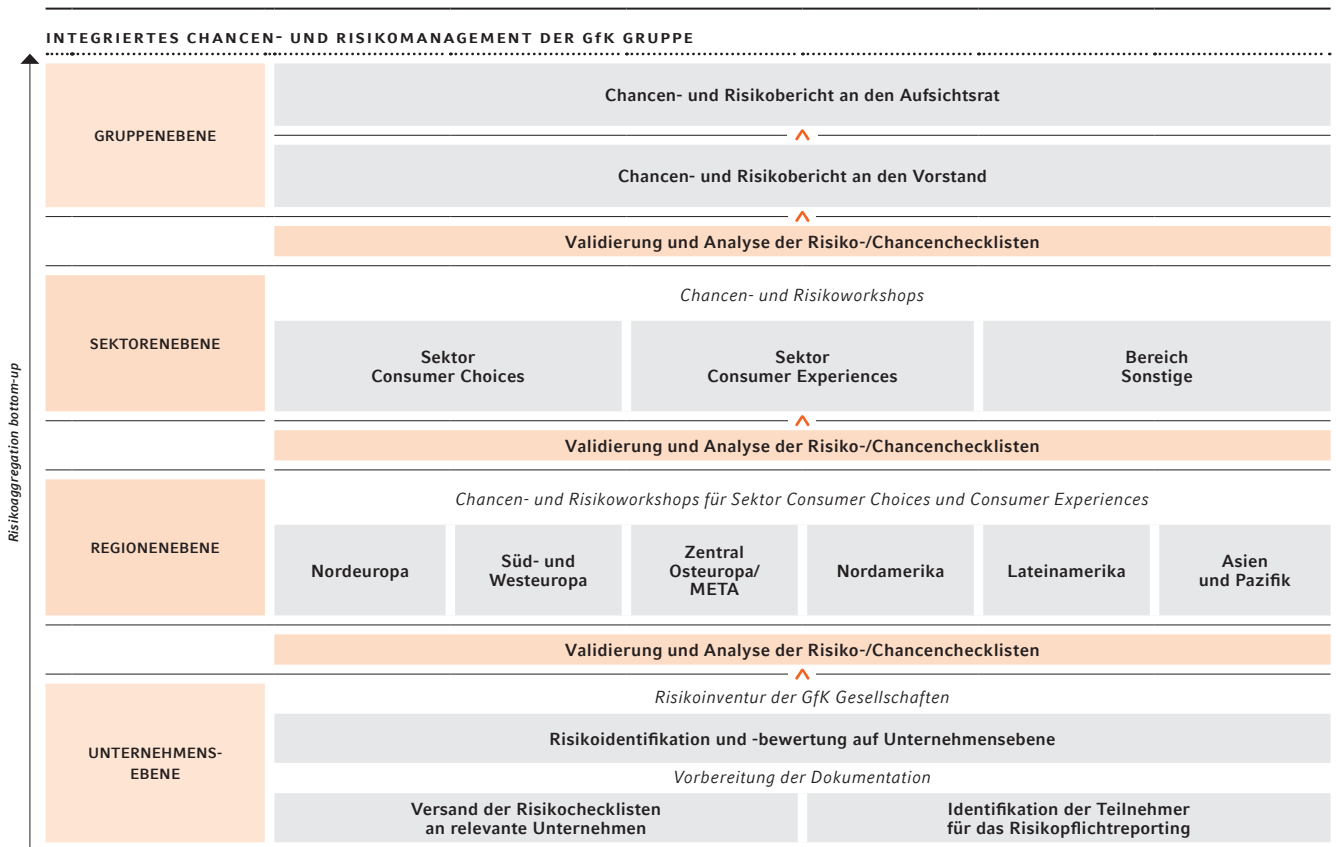 INTEGRIERTES CHANCEN- UND RISIKOMANAGEMENT DER GfK GRUPPE
Risikoaggregation bottom-up
GRUPPENEBENE
Chancen- und Risikobericht an den Aufsichtsrat
Chancen- und Risikobericht an den Vorstand
Validierung und Analyse der Risiko-/Chancenchecklisten
SEKTORENEBENE
Chancen- und Risikoworkshops
Sektor
Consumer Choices
Sektor
Consumer Experiences
Bereich
Sonstige
Validierung und Analyse der Risiko-/Chancenchecklisten
REGIONENEBENE
Chancen- und Risikoworkshops für Sektor Consumer Choices und Consumer Experiences
Nordeuropa
Süd- und
Westeuropa
Zentral
Osteuropa/
META
Nordamerika
Lateinamerika
Asien
und Pazifik
Validierung und Analyse der Risiko-/Chancenchecklisten
UNTERNEHMENS-
EBENE
Risikoinventur der GfK Gesellschaften
Risikoidentifikation und -bewertung auf Unternehmensebene
Vorbereitung der Dokumentation
Versand der Risikochecklisten
an relevante Unternehmen
Identifikation der Teilnehmer
für das Risikopflichtreporting